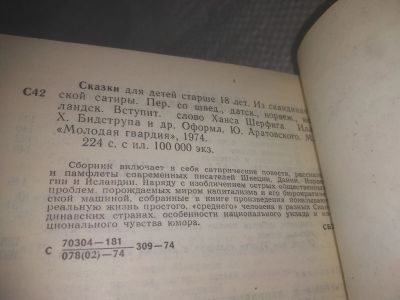 Сказки для детей старше 18 лет. Из скандинав
С42 ской сатиры. Пер. со швед., датск., норвеж.,
ландск. Вступит. слово Ханса Шерфига. Илл.
Х. Бидструпа и др. Оформл. Ю. Аратовского. М.,
«Молодая гвардия», 1974.
224 с. с ил. 100 000 экз.
Сборник включает в себя сатирические повести,
и памфлеты современных писателей Швеции, Дании,
гии и Исландии. Наряду с изобличением острых общественных
проблем, порождаемых миром капитализма и его бюрократиче
ской машиной, собранные в книге произведения
реальную жизнь простого, «среднего» человека в разных
динавских странах, особенности национального уклада и
ционального чувства юмора.
С 70304—181
078(02)—74 309—74